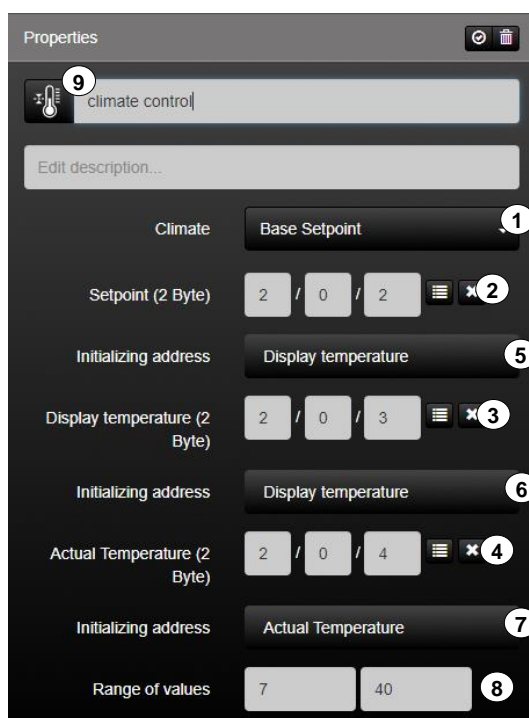 Properties
9
climate control
Edit description...
Climate Base Setpoint 1
Setpoint (2 Byte) 2 / 0 / 2 2
Initializing address Display temperature 5
Display temperature (2
Byte) 2 / 0 / 3 3
Initializing address Display temperature 6
Actual Temperature (2
Byte) 2 / 0 / 4 4
Initializing address Actual Temperature 7
Range of values 7 40 8